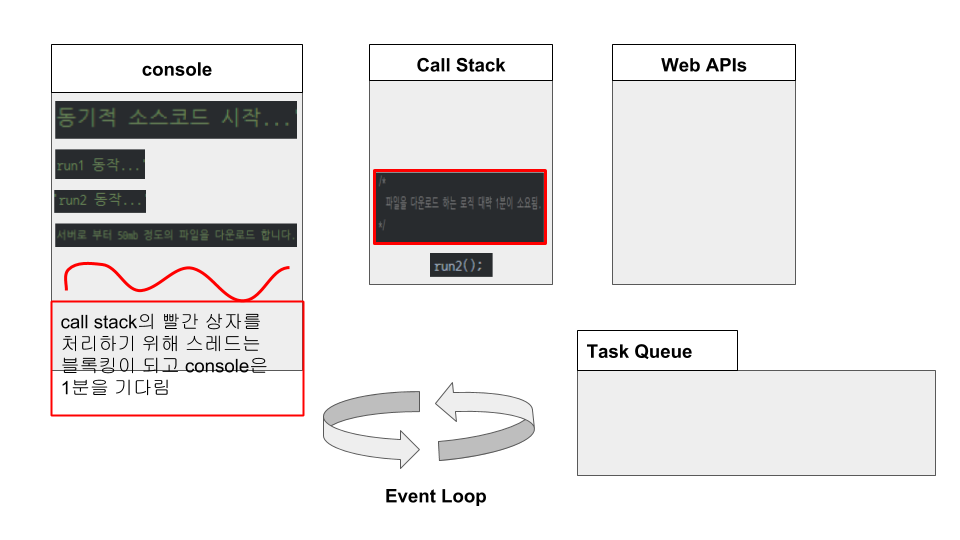 console
동기적 소스코드 시작...'
run1 동작...'
'run2 동작...'
서버로 부터 50mb 정도의 파일을 다운로드 합니다.
call stack의 빨간 상자를
처리하기 위해 스레드는
블록킹이 되고 console은
1분을 기다림
Call Stack
/*
파일을 다운로드 하는 로직 대략 1분이 소요됨.
*/
run2();
Web APIs
Task Queue
Event Loop